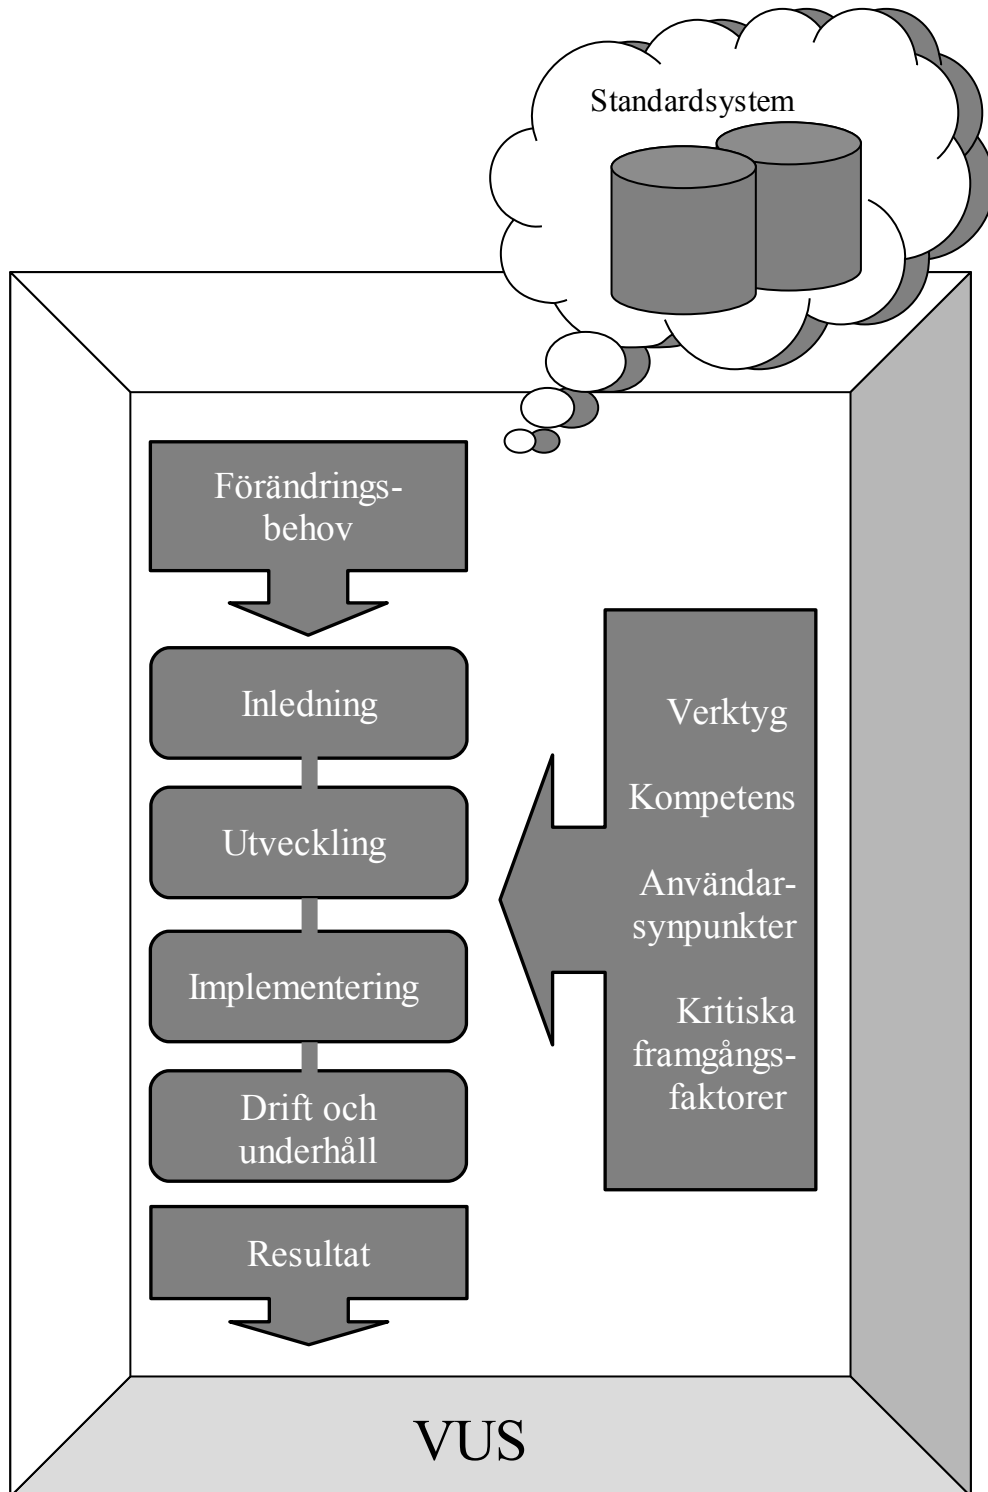 Standardsystem
Förändrings-
behov
Inledning
Utveckling
Implementering
Drift och
underhåll
Resultat
Verktyg
Kompetens
Användar-
synpunkter
Kritiska
framgångs-
faktorer
VUS